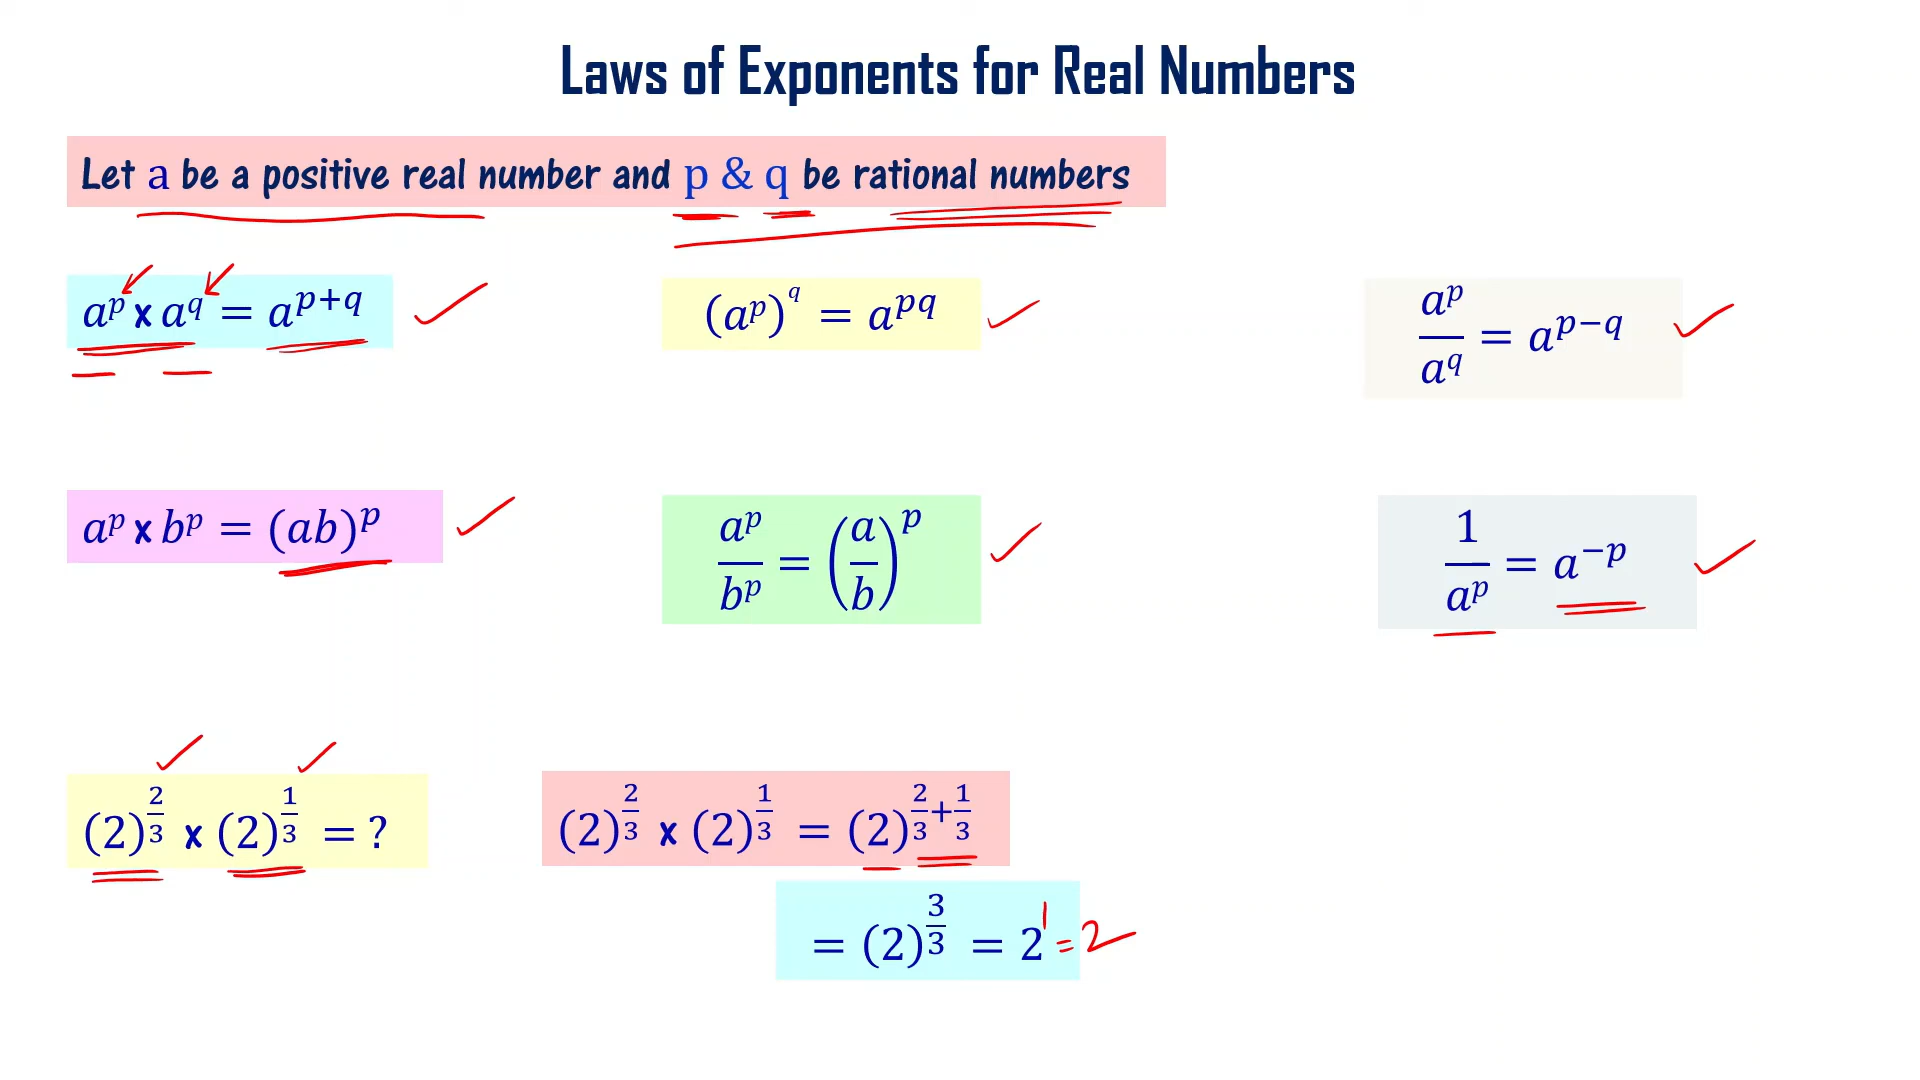 Laws of Exponents for Real Numbers
Let a be a positive real number and p & q be rational numbers
a^p x a^q = a^{p+q}
(a^p)^q = a^{pq}
a^p/a^q = a^{p−q}
a^p x b^p = (ab)^p
a^p/b^p = (a/b)^p
1/a^p = a^{−p}
(2)^{2/3} x (2)^{1/3} = ?
(2)^{2/3} x (2)^{1/3} = (2)^{2/3+1/3}
= (2)^{3/3} = 2^1 = 2